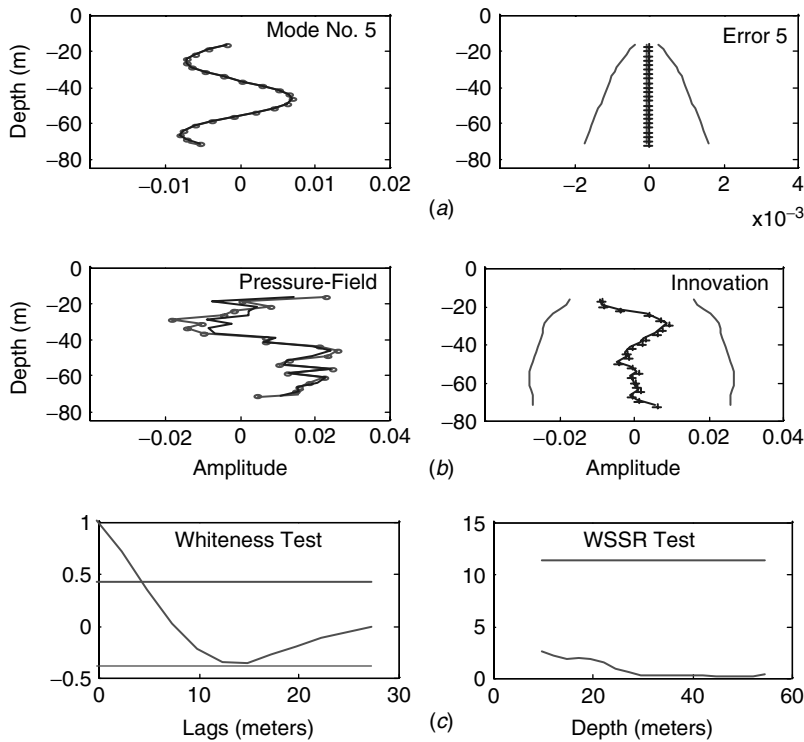 Mode No. 5
Error 5
Depth (m)
0
−20
−40
−60
−80
−0.01 0 0.01 0.02
0
−20
−40
−60
−80
−2 0 2 4
x10⁻³
(a)
Pressure-Field
Innovation
Depth (m)
0
−20
−40
−60
−80
−0.02 0 0.02 0.04
Amplitude
0
−20
−40
−60
−80
−0.02 0 0.02 0.04
Amplitude
(b)
Whiteness Test
WSSR Test
1
0.5
0
−0.5
0 10 20 30
Lags (meters)
15
10
5
0
0 20 40 60
Depth (meters)
(c)